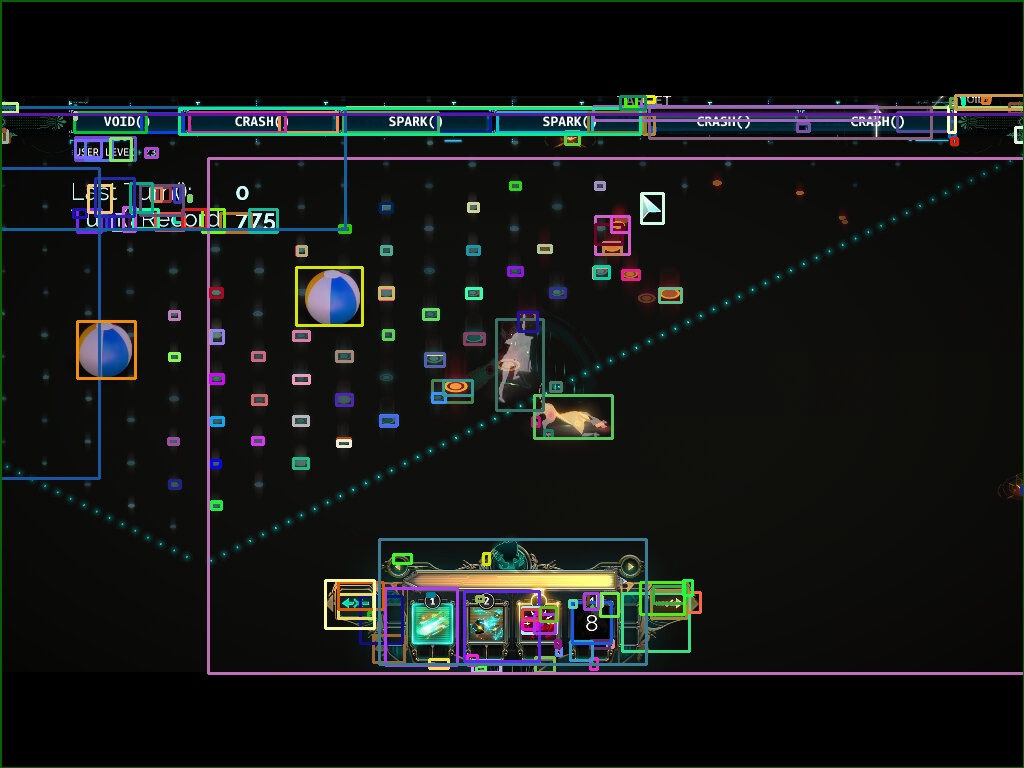 VOID() CRASH() SPARK() SPARK() CRASH() CRASH()
USER LEVEL
Last Turn(): 0
Turn() Record: 775
1 2 8